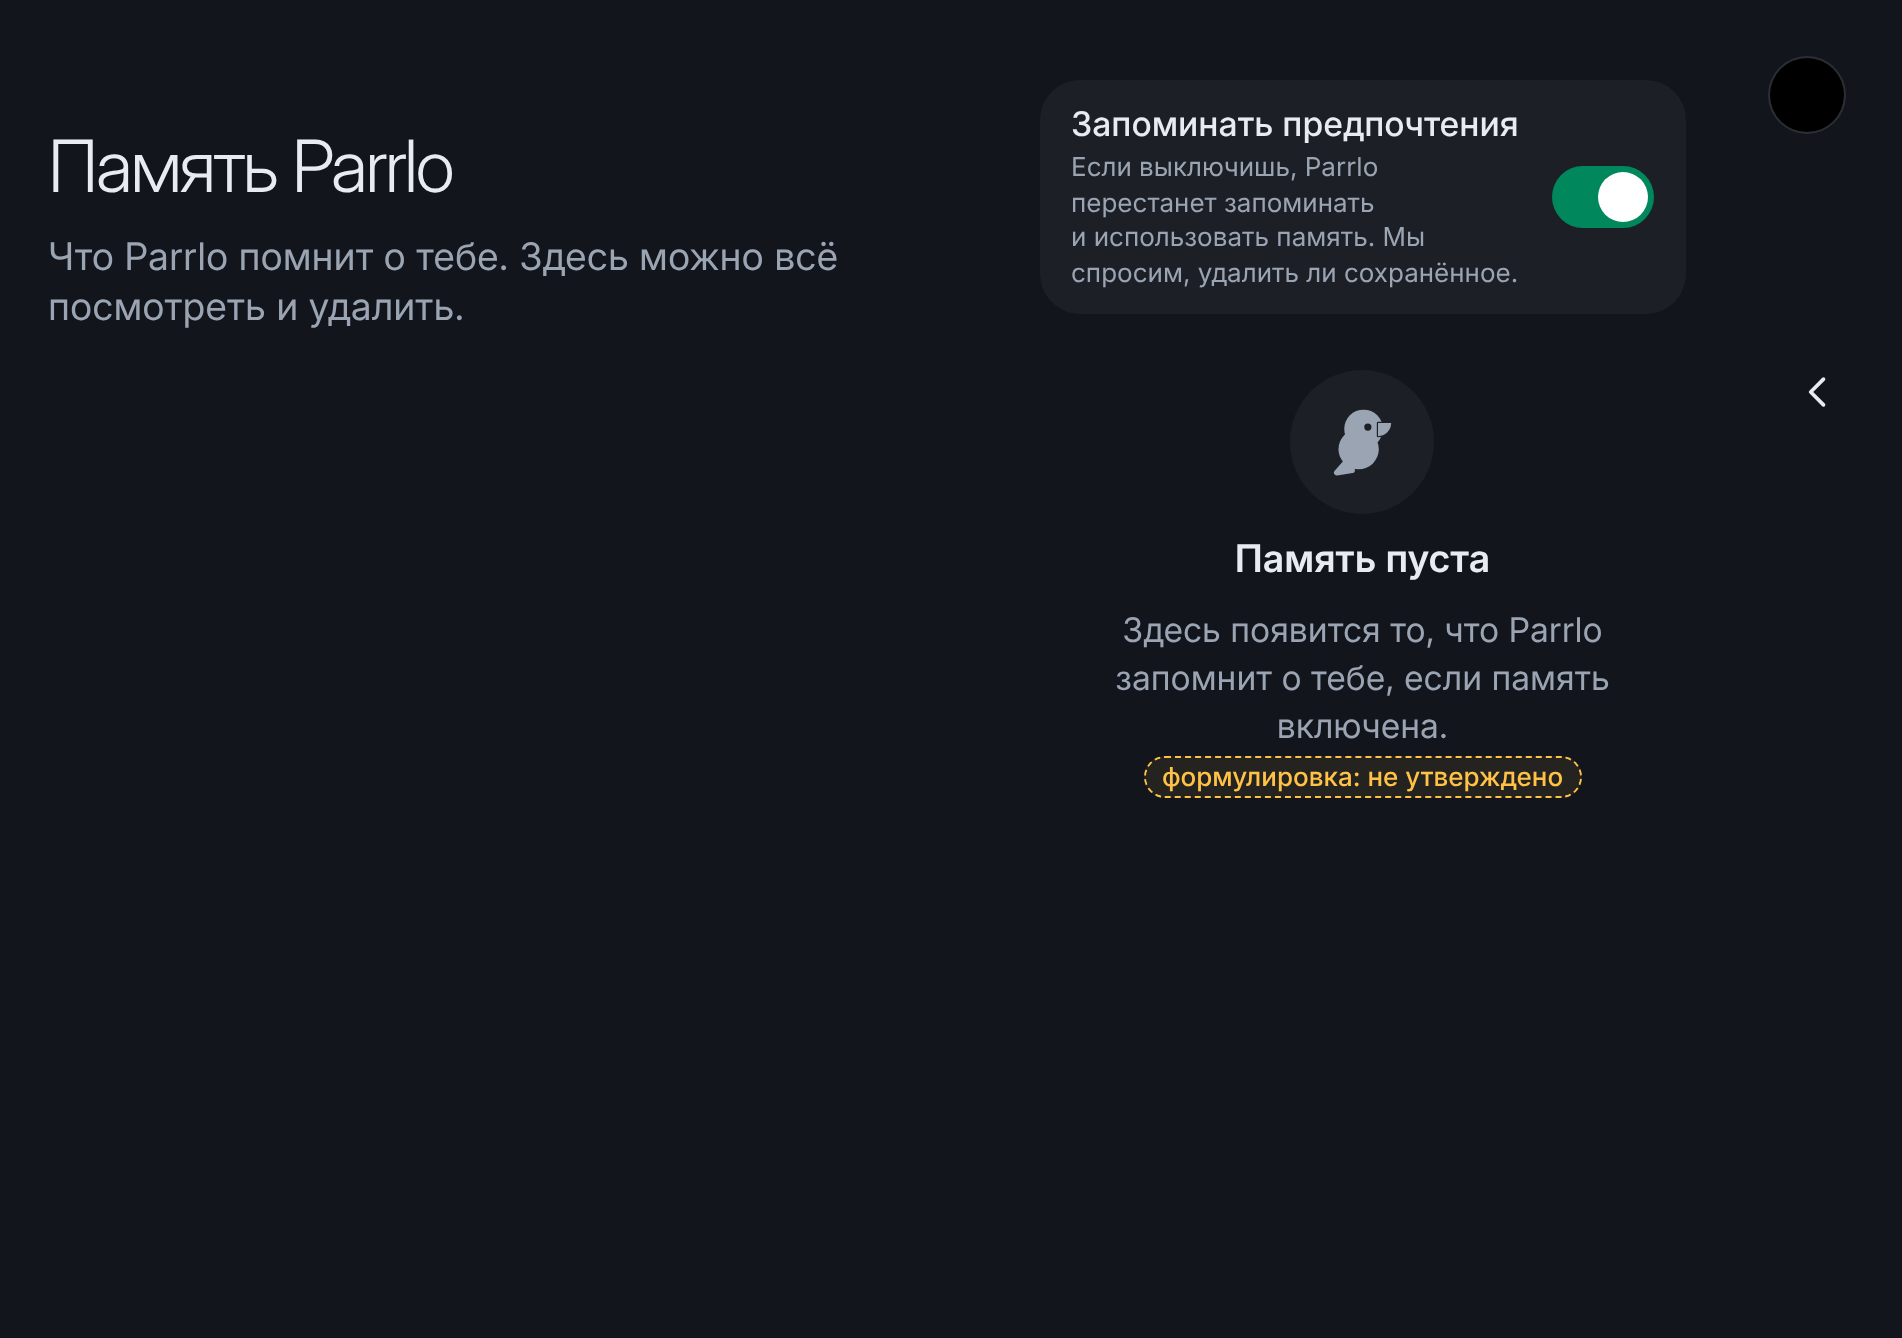 Память Parrlo
Что Parrlo помнит о тебе. Здесь можно всё
посмотреть и удалить.
Запоминать предпочтения
Если выключишь, Parrlo
перестанет запоминать
и использовать память. Мы
спросим, удалить ли сохранённое.
Память пуста
Здесь появится то, что Parrlo
запомнит о тебе, если память
включена.
формулировка: не утверждено